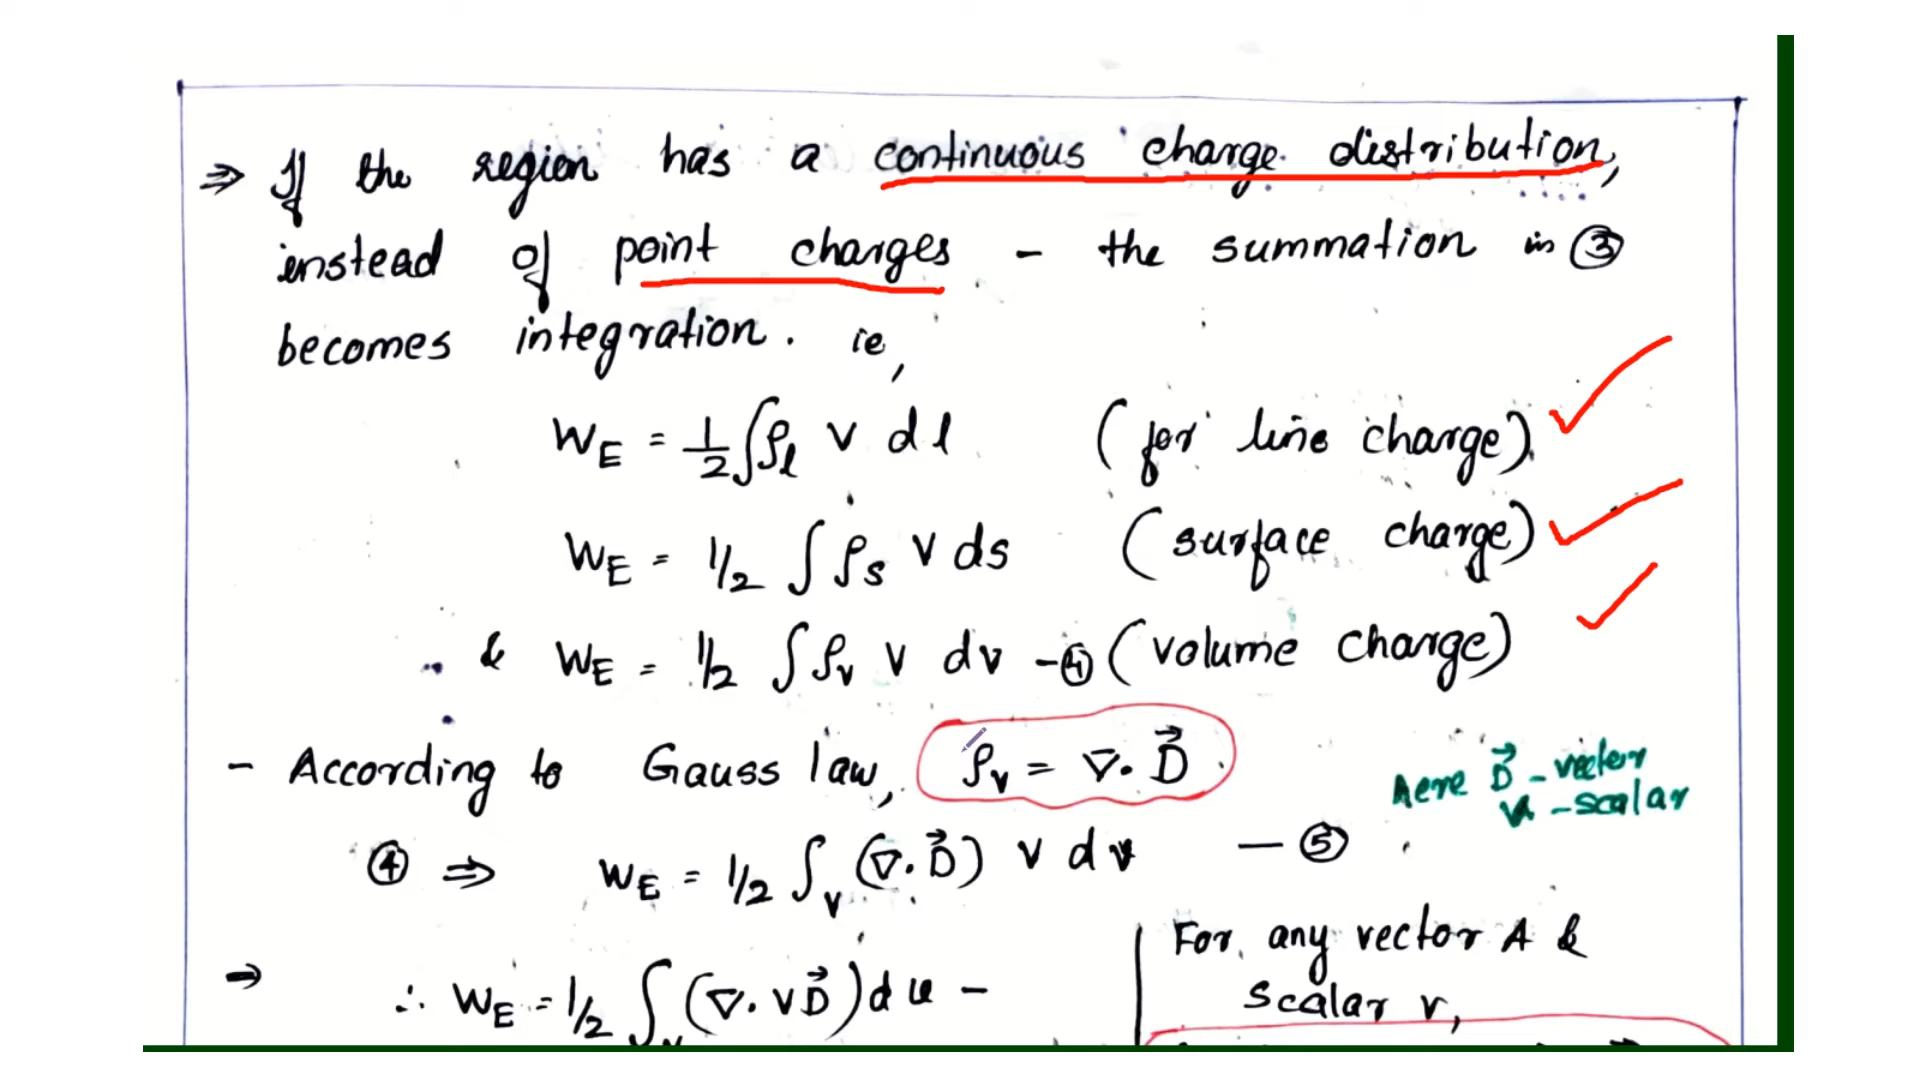 ⇒ If the region has a continuous charge distribution,
instead of point charges - the summation in ③
becomes integration. ie,
W_E = 1/2 ∫ρ_l V dl (for line charge)
W_E = 1/2 ∫ ρ_s V ds (surface charge)
& W_E = 1/2 ∫ ρ_v V dv -④ (volume charge)
- According to Gauss law, ρ_v = ∇. D⃗
Here D⃗ - vector
V - scalar
④ ⇒ W_E = 1/2 ∫_v (∇. D⃗) V dv — ⑤
→ ∴ W_E = 1/2 ∫_v (∇. V D⃗) dv -
For any vector A &
scalar v,